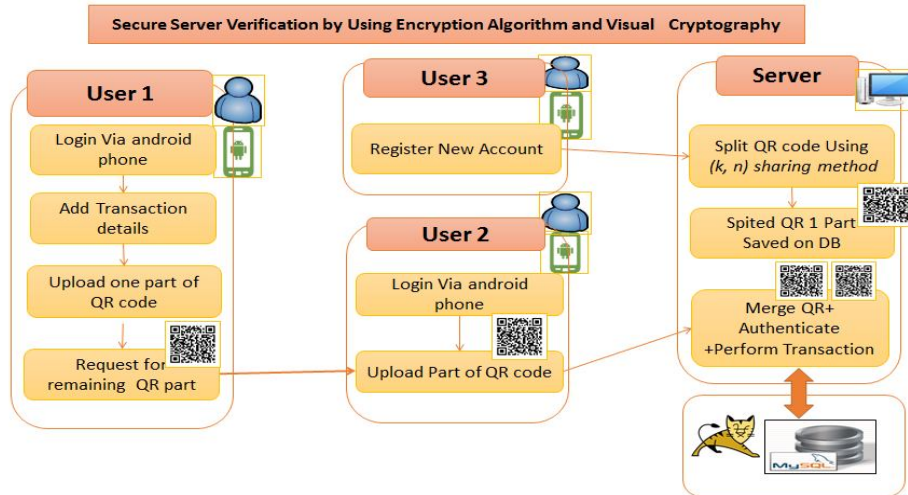 Secure Server Verification by Using Encryption Algorithm and Visual Cryptography
User 1
Login Via android
phone
Add Transaction
details
Upload one part of
QR code
Request for
remaining QR part
User 3
Register New Account
User 2
Login Via android
phone
Upload Part of QR code
Server
Split QR code Using
(k, n) sharing method
Spited QR 1 Part
Saved on DB
Merge QR+
Authenticate
+Perform Transaction
MySQL